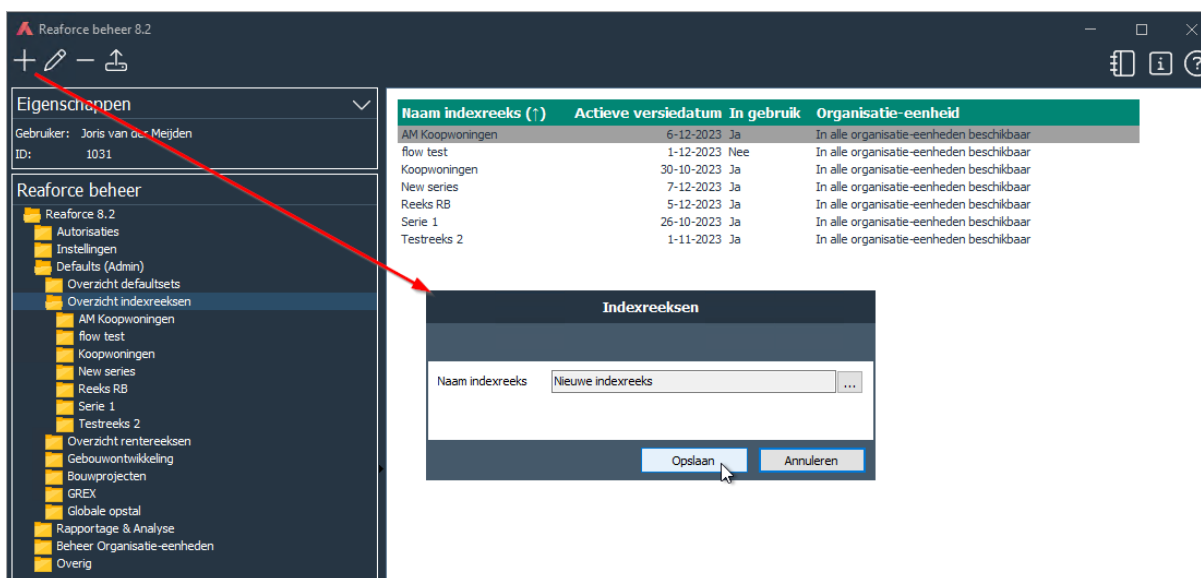 Reaforce beheer 8.2
Eigenschappen
Gebruiker: Joris van der Meijden
ID: 1031
Reaforce beheer
Reaforce 8.2
Autorisaties
Instellingen
Defaults (Admin)
Overzicht defaultsets
Overzicht indexreeksen
AM Koopwoningen
flow test
Koopwoningen
New series
Reeks RB
Serie 1
Testreeks 2
Overzicht rentereeksen
Gebouwontwikkeling
Bouwprojecten
GREX
Globale opstal
Rapportage & Analyse
Beheer Organisatie-eenheden
Overig
Naam indexreeks (↑) Actieve versiedatum In gebruik Organisatie-eenheid
AM Koopwoningen 6-12-2023 Ja In alle organisatie-eenheden beschikbaar
flow test 1-12-2023 Nee In alle organisatie-eenheden beschikbaar
Koopwoningen 30-10-2023 Ja In alle organisatie-eenheden beschikbaar
New series 7-12-2023 Ja In alle organisatie-eenheden beschikbaar
Reeks RB 5-12-2023 Ja In alle organisatie-eenheden beschikbaar
Serie 1 26-10-2023 Ja In alle organisatie-eenheden beschikbaar
Testreeks 2 1-11-2023 Ja In alle organisatie-eenheden beschikbaar
Indexreeksen
Naam indexreeks Nieuwe indexreeks ...
Opslaan Annuleren